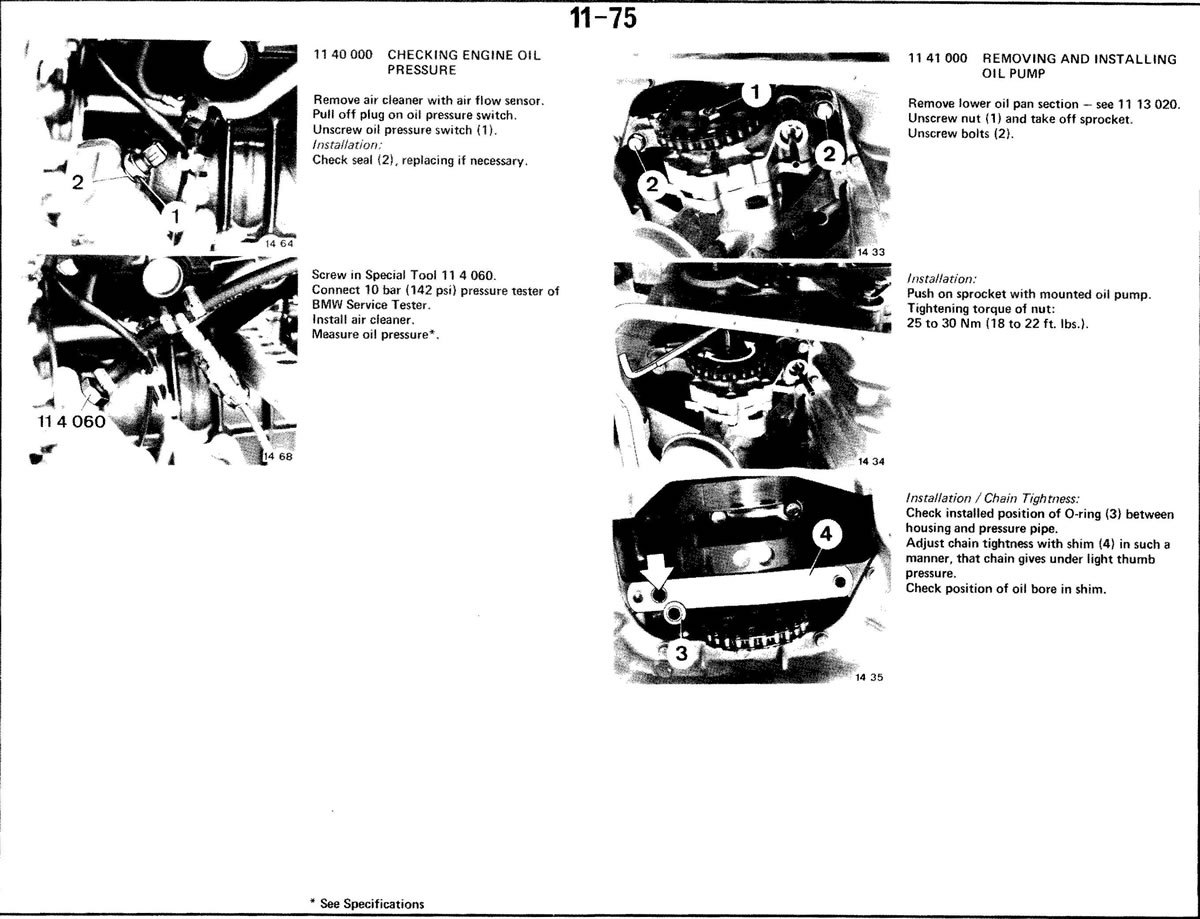 11-75
11 40 000 CHECKING ENGINE OIL
PRESSURE
Remove air cleaner with air flow sensor.
Pull off plug on oil pressure switch.
Unscrew oil pressure switch (1).
Installation:
Check seal (2), replacing if necessary.
2
1
14 64
Screw in Special Tool 11 4 060.
Connect 10 bar (142 psi) pressure tester of
BMW Service Tester.
Install air cleaner.
Measure oil pressure*.
11 4 060
14 68
11 41 000 REMOVING AND INSTALLING
OIL PUMP
Remove lower oil pan section – see 11 13 020.
Unscrew nut (1) and take off sprocket.
Unscrew bolts (2).
1
2
2
14 33
Installation:
Push on sprocket with mounted oil pump.
Tightening torque of nut:
25 to 30 Nm (18 to 22 ft. lbs.).
14 34
Installation / Chain Tightness:
Check installed position of O-ring (3) between
housing and pressure pipe.
Adjust chain tightness with shim (4) in such a
manner, that chain gives under light thumb
pressure.
Check position of oil bore in shim.
4
3
14 35
* See Specifications